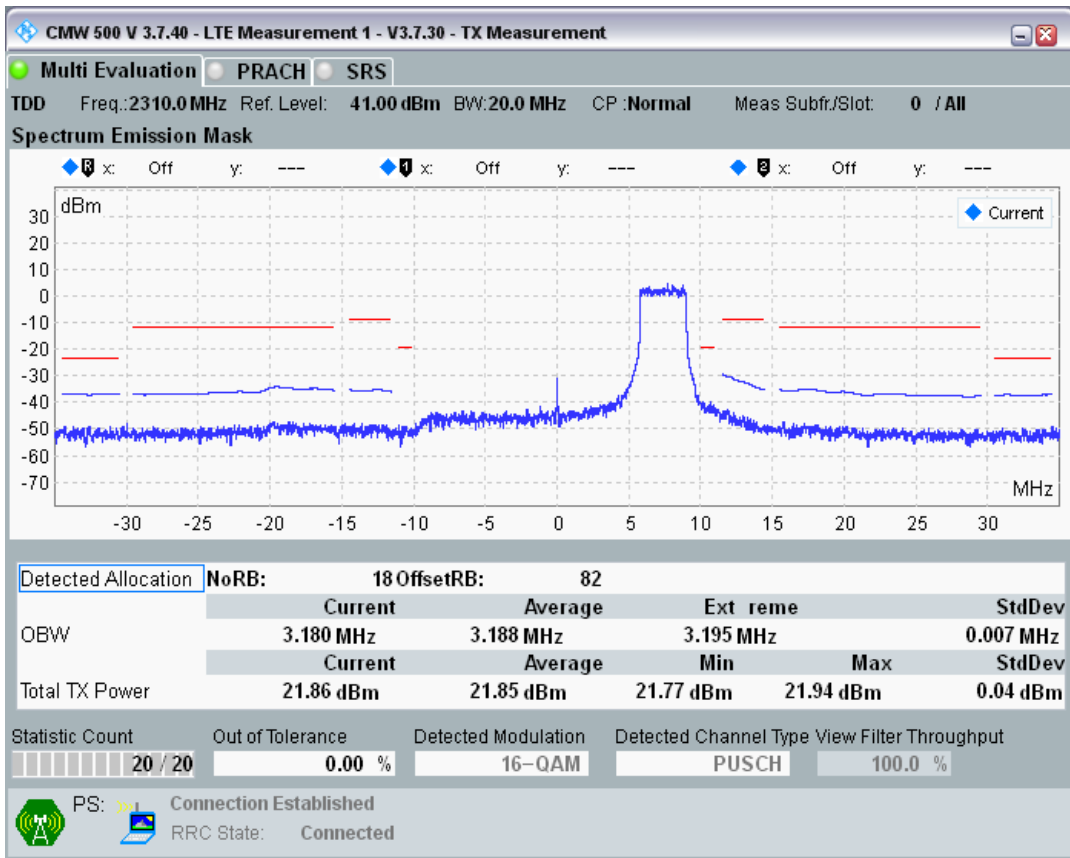 CMW 500 V 3.7.40 - LTE Measurement 1 - V3.7.30 - TX Measurement
Multi Evaluation PRACH SRS
TDD Freq.:2310.0 MHz Ref. Level: 41.00 dBm BW:20.0 MHz CP :Normal Meas Subfr./Slot: 0 / All
Spectrum Emission Mask
R x: Off y: --- 1 x: Off y: --- 2 x: Off y: ---
dBm
Current
30
20
10
0
-10
-20
-30
-40
-50
-60
-70
MHz
-30 -25 -20 -15 -10 -5 0 5 10 15 20 25 30
Detected Allocation NoRB: 18 OffsetRB: 82
Current Average Ext reme StdDev
OBW 3.180 MHz 3.188 MHz 3.195 MHz 0.007 MHz
Current Average Min Max StdDev
Total TX Power 21.86 dBm 21.85 dBm 21.77 dBm 21.94 dBm 0.04 dBm
Statistic Count Out of Tolerance Detected Modulation Detected Channel Type View Filter Throughput
20 / 20 0.00 % 16-QAM PUSCH 100.0 %
PS: Connection Established
RRC State: Connected